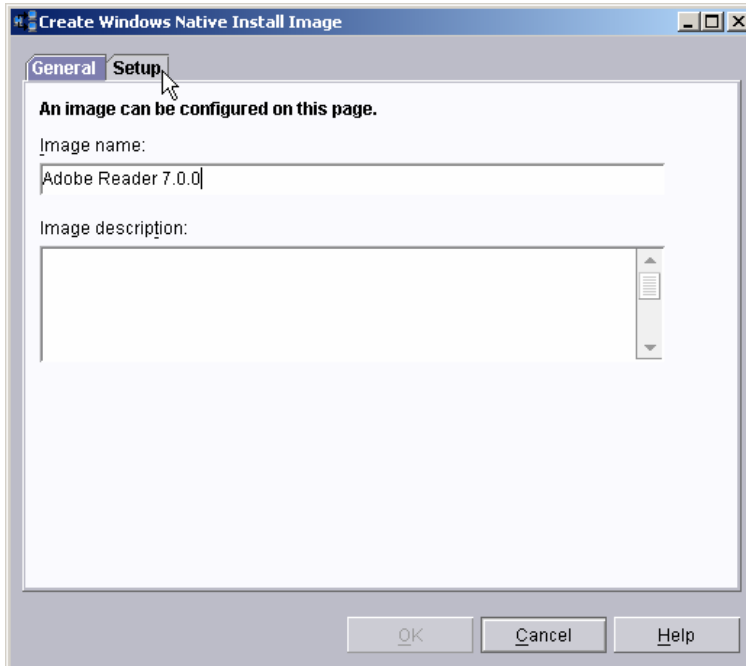 Create Windows Native Install Image
General Setup
An image can be configured on this page.
Image name:
Adobe Reader 7.0.0
Image description:
OK Cancel Help